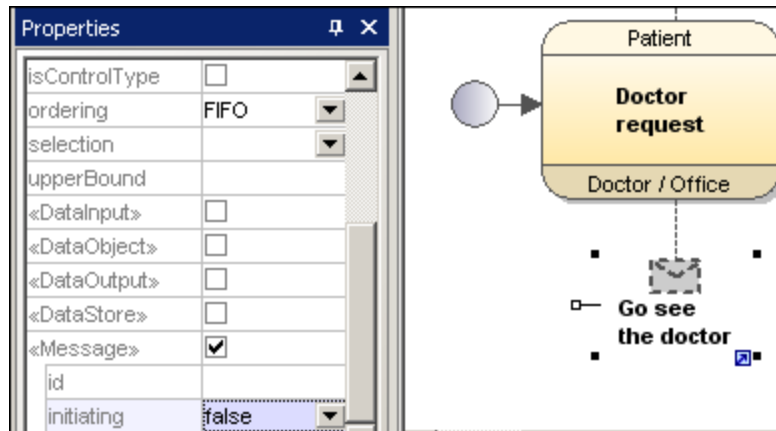 Properties
isControlType
ordering FIFO
selection
upperBound
«DataInput»
«DataObject»
«DataOutput»
«DataStore»
«Message»
id
initiating false
Patient
Doctor
request
Doctor / Office
Go see
the doctor